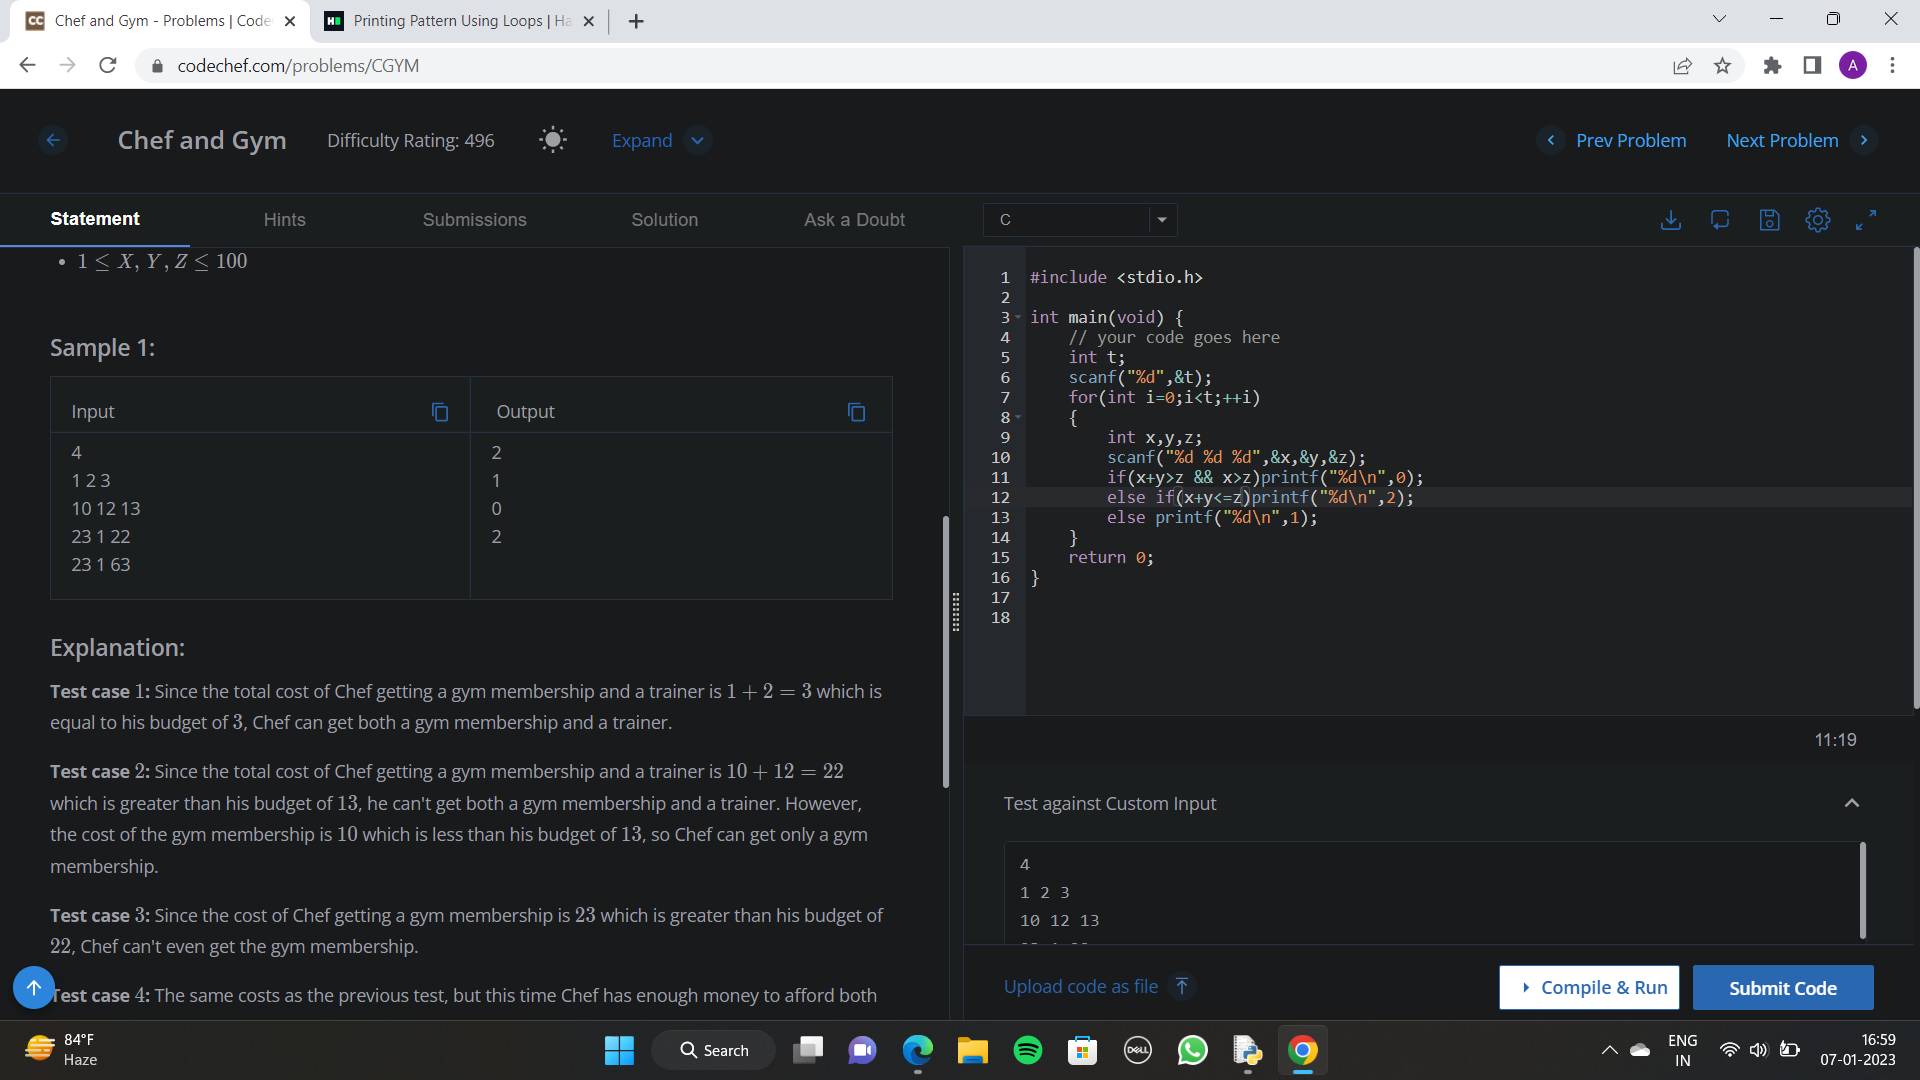 Chef and Gym - Problems | Code
Printing Pattern Using Loops | Ha
codechef.com/problems/CGYM
A
Chef and Gym
Difficulty Rating: 496
Expand
Prev Problem
Next Problem
Statement
Hints
Submissions
Solution
Ask a Doubt
• 1 ≤ X, Y, Z ≤ 100
Sample 1:
Input
Output
4
1 2 3
10 12 13
23 1 22
23 1 63
2
1
0
2
Explanation:
Test case 1: Since the total cost of Chef getting a gym membership and a trainer is 1 + 2 = 3 which is
equal to his budget of 3, Chef can get both a gym membership and a trainer.
Test case 2: Since the total cost of Chef getting a gym membership and a trainer is 10 + 12 = 22
which is greater than his budget of 13, he can't get both a gym membership and a trainer. However,
the cost of the gym membership is 10 which is less than his budget of 13, so Chef can get only a gym
membership.
Test case 3: Since the cost of Chef getting a gym membership is 23 which is greater than his budget of
22, Chef can't even get the gym membership.
Test case 4: The same costs as the previous test, but this time Chef has enough money to afford both
C
1 #include <stdio.h>
2
3 int main(void) {
4 // your code goes here
5 int t;
6 scanf("%d",&t);
7 for(int i=0;i<t;++i)
8 {
9 int x,y,z;
10 scanf("%d %d %d",&x,&y,&z);
11 if(x+y>z && x>z)printf("%d\n",0);
12 else if(x+y<=z)printf("%d\n",2);
13 else printf("%d\n",1);
14 }
15 return 0;
16 }
17
18
11:19
Test against Custom Input
4
1 2 3
10 12 13
Upload code as file
Compile & Run
Submit Code
84°F
Haze
Search
DELL
ENG
IN
16:59
07-01-2023